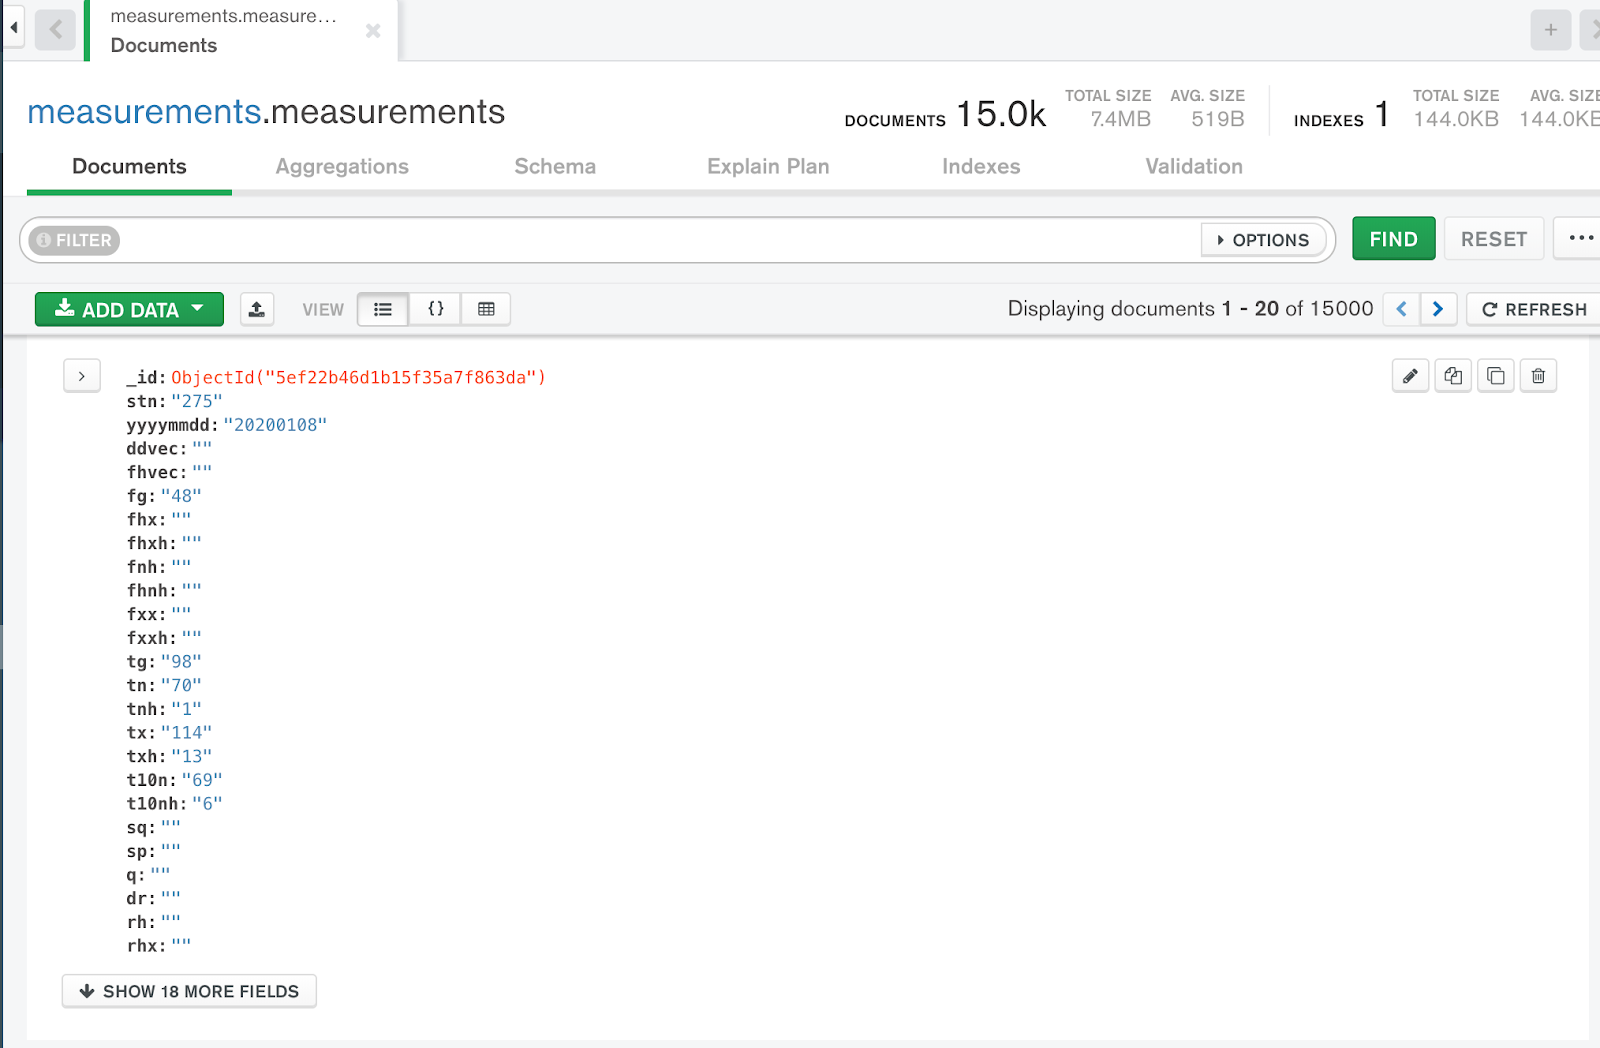 measurements.measure...
Documents
measurements.measurements
DOCUMENTS 15.0k TOTAL SIZE 7.4MB AVG. SIZE 519B INDEXES 1 TOTAL SIZE 144.0KB AVG. SIZE 144.0KB
Documents Aggregations Schema Explain Plan Indexes Validation
FILTER OPTIONS FIND RESET ...
ADD DATA VIEW {} Displaying documents 1 - 20 of 15000 REFRESH
_id: ObjectId("5ef22b46d1b15f35a7f863da")
stn: "275"
yyyymmdd: "20200108"
ddvec: ""
fhvec: ""
fg: "48"
fhx: ""
fhxh: ""
fnh: ""
fhnh: ""
fxx: ""
fxxh: ""
tg: "98"
tn: "70"
tnh: "1"
tx: "114"
txh: "13"
t10n: "69"
t10nh: "6"
sq: ""
sp: ""
q: ""
dr: ""
rh: ""
rhx: ""
SHOW 18 MORE FIELDS